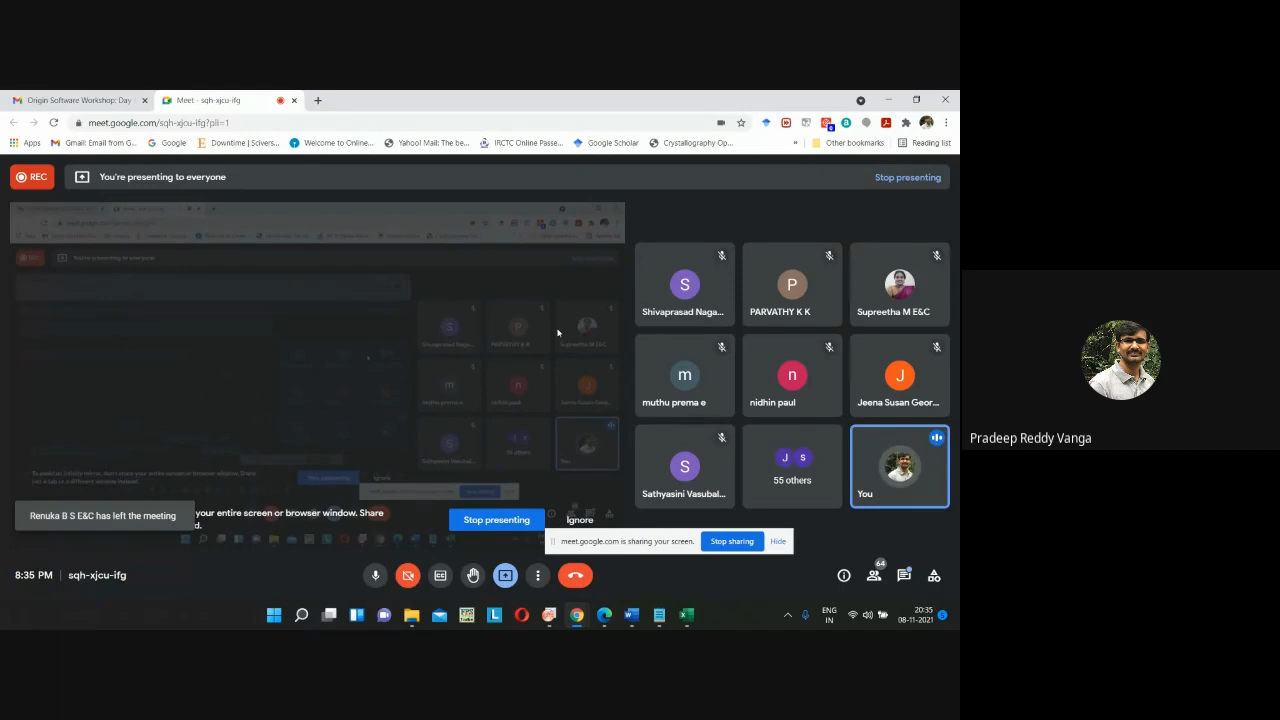 Origin Software Workshop: Day
Meet - sqh-xjcu-ifg
meet.google.com/sqh-xjcu-ifg?pli=1
Apps
Gmail: Email from G...
Google
Downtime | Scivers...
Welcome to Online...
Yahoo! Mail: The be...
IRCTC Online Passe...
Google Scholar
Crystallography Op...
»
Other bookmarks
Reading list
REC
You're presenting to everyone
Stop presenting
S
Shivaprasad Naga...
P
PARVATHY K K
Supreetha M E&C
m
muthu prema e
n
nidhin paul
J
Jeena Susan Geor...
S
Sathyasini Vasubal...
J S
55 others
You
Pradeep Reddy Vanga
Renuka B S E&C has left the meeting
your entire screen or browser window. Share
Stop presenting
Ignore
meet.google.com is sharing your screen.
Stop sharing
Hide
8:35 PM | sqh-xjcu-ifg
64
ENG
IN
20:35
08-11-2021